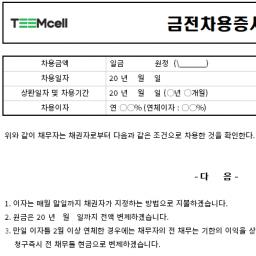 TEEMcell
금전차용증서
차용금액 일금 원정 (\______)
차용일자 20 년 월 일
상환일자 및 차용기간 20 년 월 일 (○년 ○개월)
차용이자 연 ○○% (연체이자 : ○○%)
위와 같이 채무자는 채권자로부터 다음과 같은 조건으로 차용한 것을 확인한다.
- 다 음 -
1. 이자는 매월 말일까지 채권자가 지정하는 방법으로 지불하겠습니다.
2. 원금은 20 년 월 일까지 전액 변제하겠습니다.
3. 만일 이자를 2월 이상 연체한 경우에는 채무자의 전 채무는 기한의 이익을 상
청구즉시 전 채무를 현금으로 변제하겠습니다.